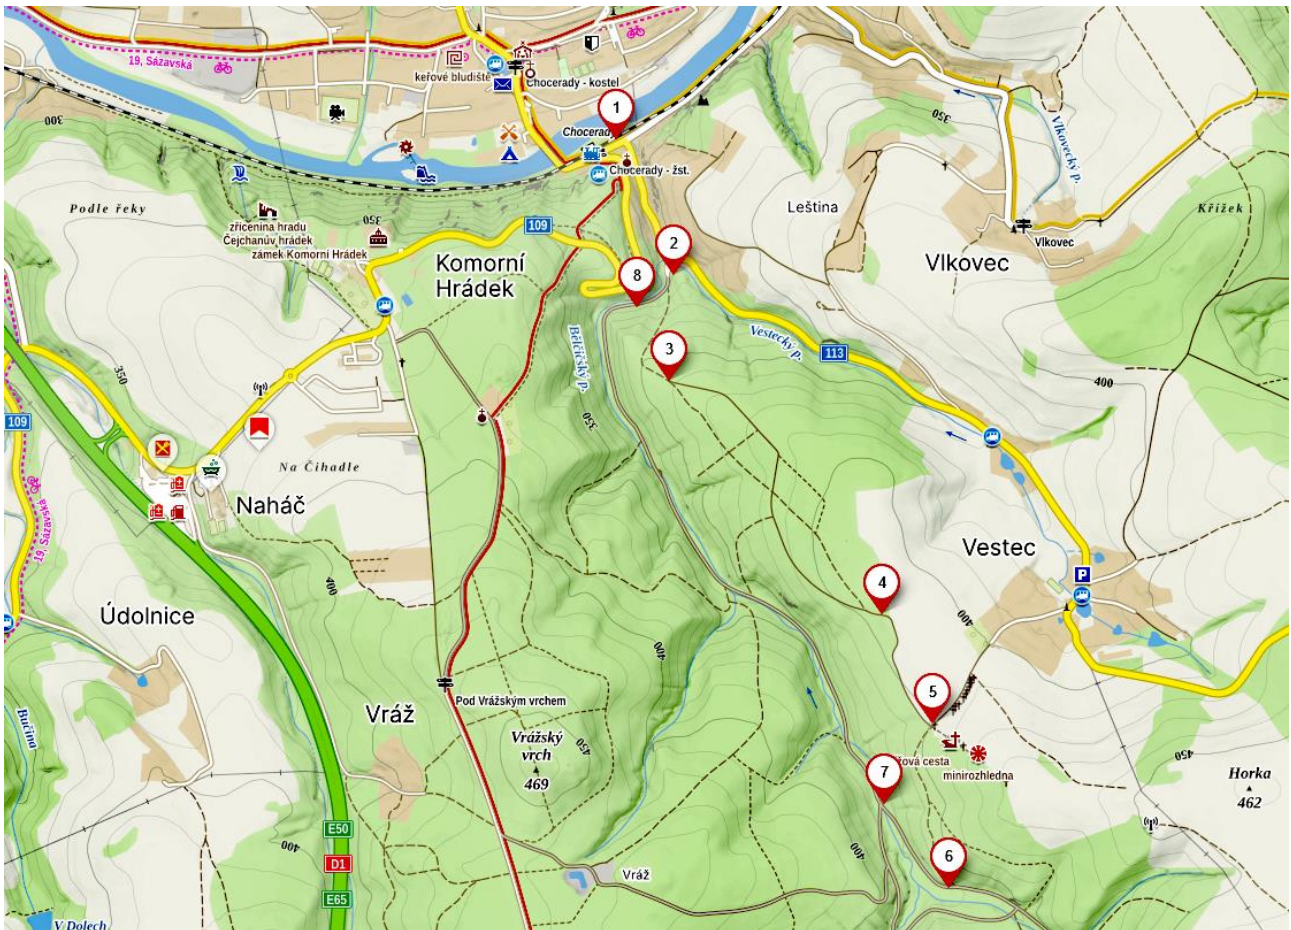 19, Sázavská
keřové bludiště
Chocerady - kostel
1
Chocerady
Chocerady - žst.
300
350
Vlkovecký p.
Podle řeky
zřícenina hradu
Čejchanův hrádek
zámek Komorní Hrádek
350
109
Leština
Křížek
Vlkovec
Vlkovec
Komorní
Hrádek
2
8
Bělčický p.
Vestecký p.
113
3
350
350
400
109
Na Čihadle
Naháč
19, Sázavská
Vestec
P
400
4
400
Údolnice
400
5
Pod Vrážským vrchem
Vráž
Bučina
Vrážský
vrch
469
450
450
žová cesta
minirozhledna
7
Horka
462
E50
D1
E65
400
400
6
Vráž
V Dolech